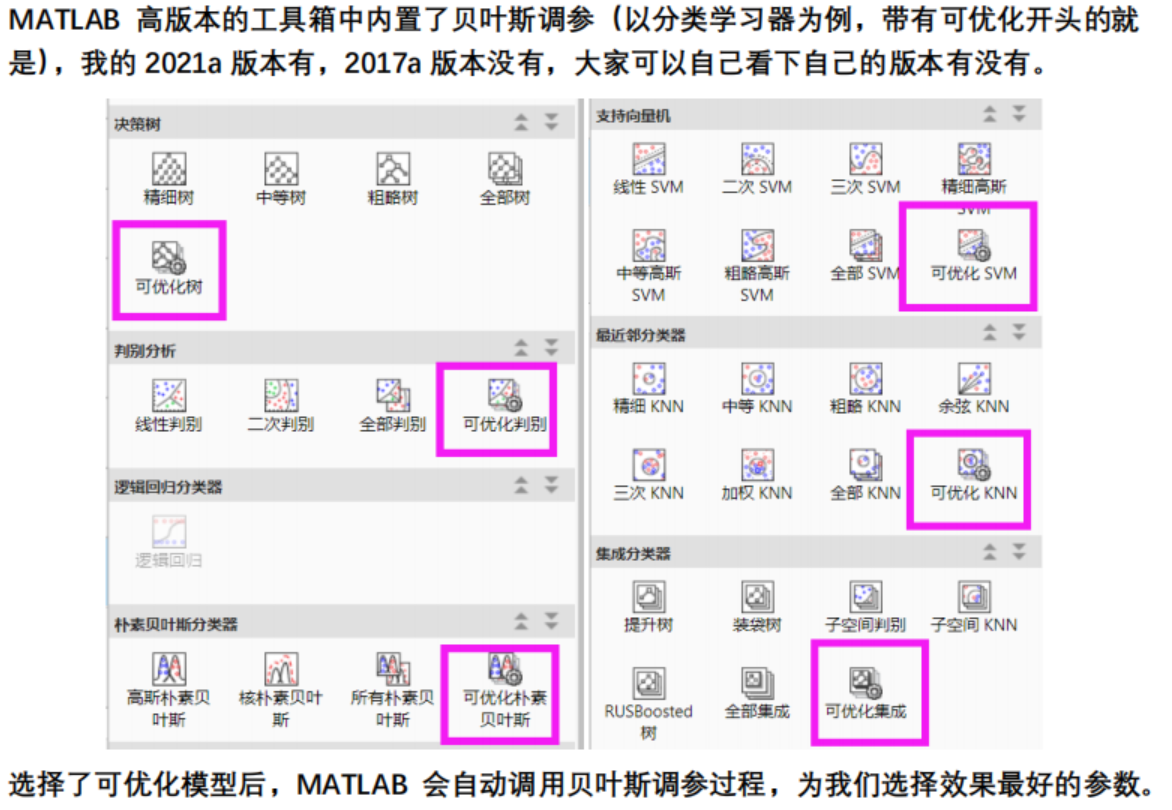 MATLAB 高版本的工具箱中内置了贝叶斯调参（以分类学习器为例，带有可优化开头的就
是），我的 2021a 版本有，2017a 版本没有，大家可以自己看下自己的版本有没有。
决策树
精细树 中等树 粗略树 全部树
可优化树
判别分析
线性判别 二次判别 全部判别 可优化判别
逻辑回归分类器
逻辑回归
朴素贝叶斯分类器
高斯朴素贝 核朴素贝叶 所有朴素贝 可优化朴素
叶斯 斯 叶斯 贝叶斯
支持向量机
线性 SVM 二次 SVM 三次 SVM 精细高斯
SVM
中等高斯 粗略高斯 全部 SVM 可优化 SVM
SVM SVM
最近邻分类器
精细 KNN 中等 KNN 粗略 KNN 余弦 KNN
三次 KNN 加权 KNN 全部 KNN 可优化 KNN
集成分类器
提升树 装袋树 子空间判别 子空间 KNN
RUSBoosted 全部集成 可优化集成
树
选择了可优化模型后，MATLAB 会自动调用贝叶斯调参过程，为我们选择效果最好的参数。